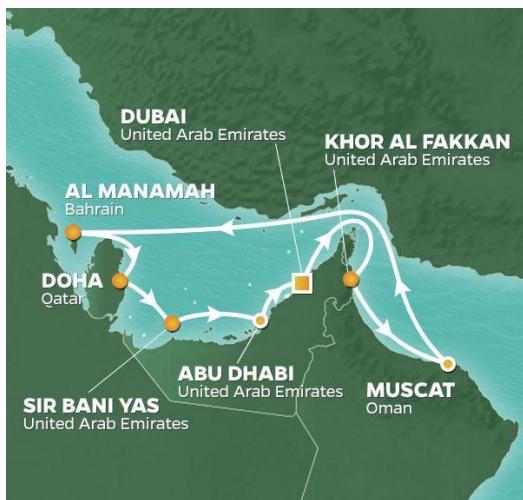 DUBAI
United Arab Emirates
KHOR AL FAKKAN
United Arab Emirates
AL MANAMAH
Bahrain
DOHA
Qatar
ABU DHABI
United Arab Emirates
MUSCAT
Oman
SIR BANI YAS
United Arab Emirates